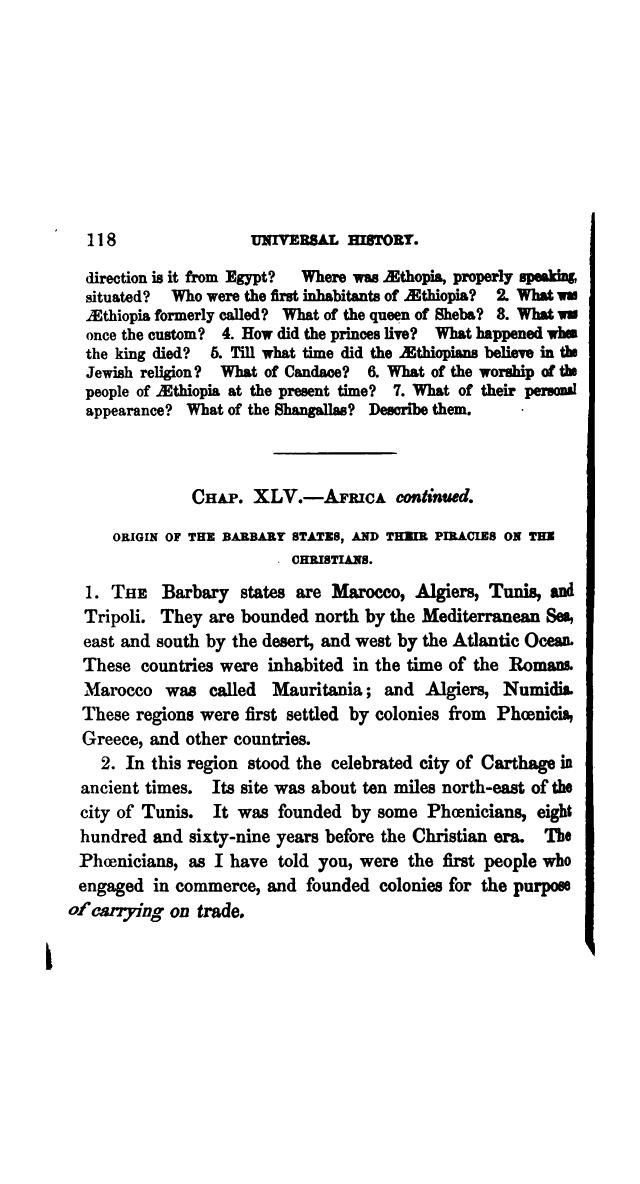 118 UNIVERSAL HISTORY.
direction is it from Egypt? Where was Æthopia, properly speaking,
situated? Who were the first inhabitants of Æthiopia? 2. What was
Æthiopia formerly called? What of the queen of Sheba? 3. What was
once the custom? 4. How did the princes live? What happened when
the king died? 5. Till what time did the Æthiopians believe in the
Jewish religion? What of Candace? 6. What of the worship of the
people of Æthiopia at the present time? 7. What of their personal
appearance? What of the Shangallas? Describe them.
CHAP. XLV.—AFRICA continued.
ORIGIN OF THE BARBARY STATES, AND THEIR PIRACIES ON THE
CHRISTIANS.
1. THE Barbary states are Marocco, Algiers, Tunis, and
Tripoli. They are bounded north by the Mediterranean Sea,
east and south by the desert, and west by the Atlantic Ocean.
These countries were inhabited in the time of the Romans.
Marocco was called Mauritania; and Algiers, Numidia.
These regions were first settled by colonies from Phœnicia,
Greece, and other countries.
2. In this region stood the celebrated city of Carthage in
ancient times. Its site was about ten miles north-east of the
city of Tunis. It was founded by some Phœnicians, eight
hundred and sixty-nine years before the Christian era. The
Phœnicians, as I have told you, were the first people who
engaged in commerce, and founded colonies for the purpose
of carrying on trade.